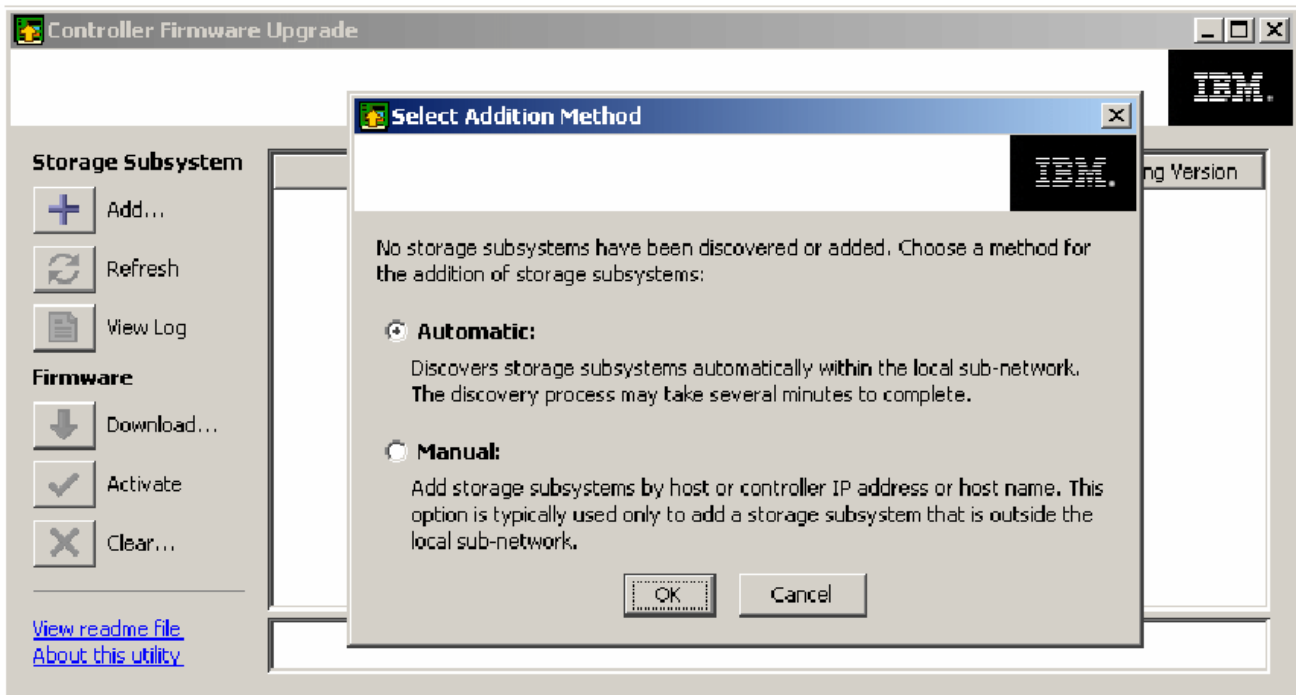 Controller Firmware Upgrade
IBM.
Select Addition Method
IBM.
Storage Subsystem
Add...
Refresh
View Log
Firmware
Download...
Activate
Clear...
View readme file
About this utility
ng Version
No storage subsystems have been discovered or added. Choose a method for
the addition of storage subsystems:
Automatic:
Discovers storage subsystems automatically within the local sub-network.
The discovery process may take several minutes to complete.
Manual:
Add storage subsystems by host or controller IP address or host name. This
option is typically used only to add a storage subsystem that is outside the
local sub-network.
OK
Cancel